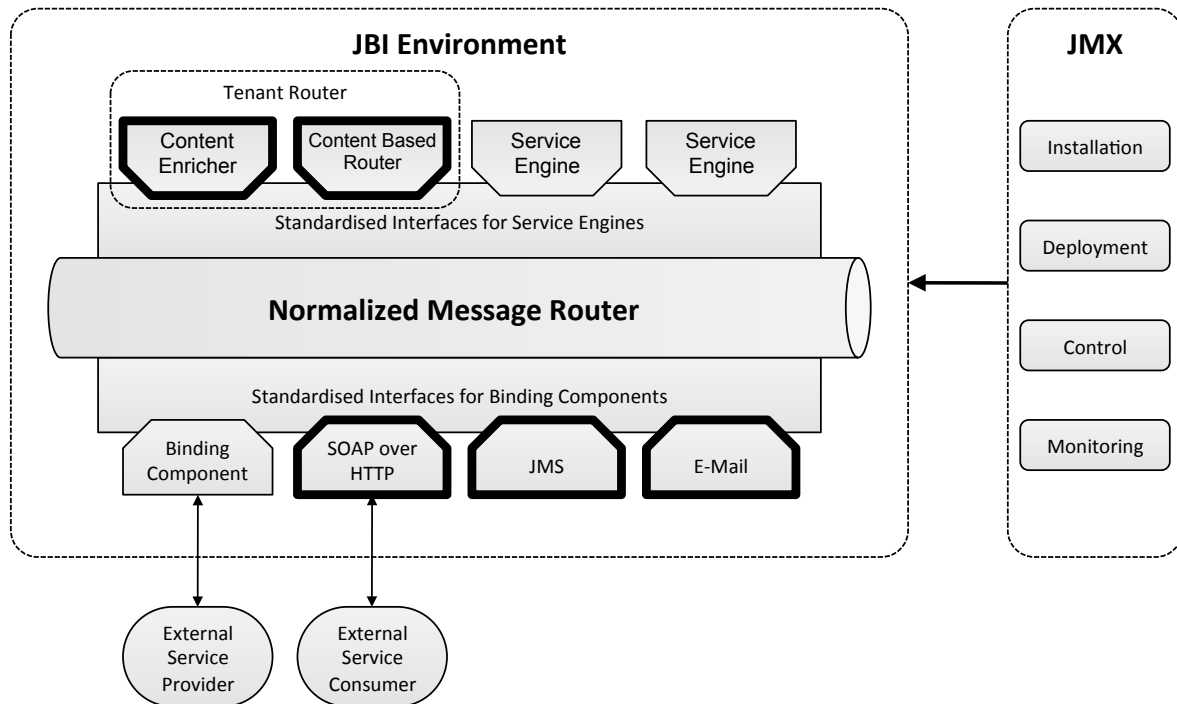 JBI Environment
Tenant Router
Content
Enricher
Content Based
Router
Service
Engine
Service
Engine
Standardised Interfaces for Service Engines
Normalized Message Router
Standardised Interfaces for Binding Components
Binding
Component
SOAP over
HTTP
JMS
E-Mail
External
Service
Provider
External
Service
Consumer
JMX
Installation
Deployment
Control
Monitoring